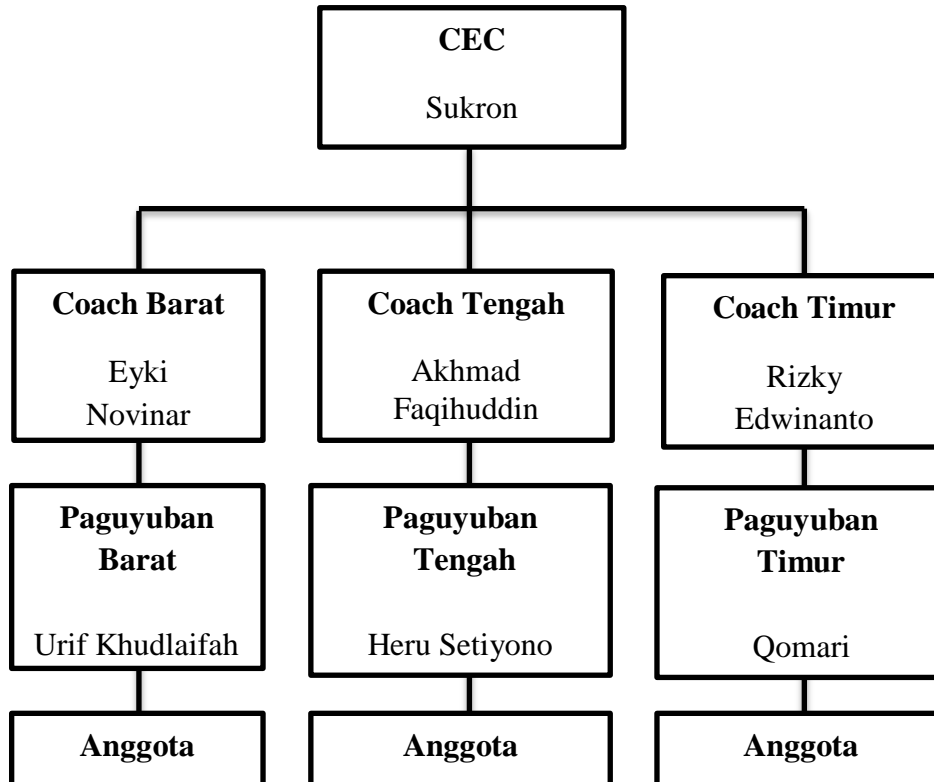 CEC
Sukron
Coach Barat
Eyki
Novinar
Coach Tengah
Akhmad
Faqihuddin
Coach Timur
Rizky
Edwinanto
Paguyuban
Barat
Urif Khudlaifah
Paguyuban
Tengah
Heru Setiyono
Paguyuban
Timur
Qomari
Anggota
Anggota
Anggota